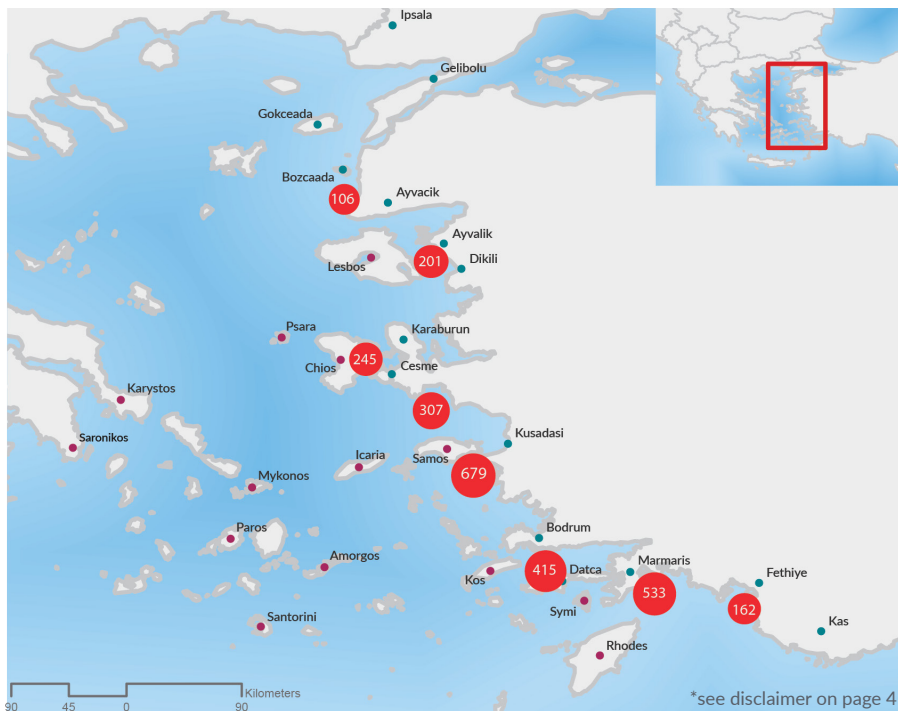 Ipsala
Gelibolu
Gokceada
Bozcaada
106
Ayvacik
Ayvalik
201
Lesbos
Dikili
Psara
Karaburun
245
Chios
Cesme
Karystos
307
Saronikos
Kusadasi
Samos
Icaria
679
Mykonos
Paros
Bodrum
Amorgos
415
Kos
Datca
Marmaris
Fethiye
533
Symi
162
Santorini
Kas
Rhodes
Kilometers
90 45 0 90
*see disclaimer on page 4